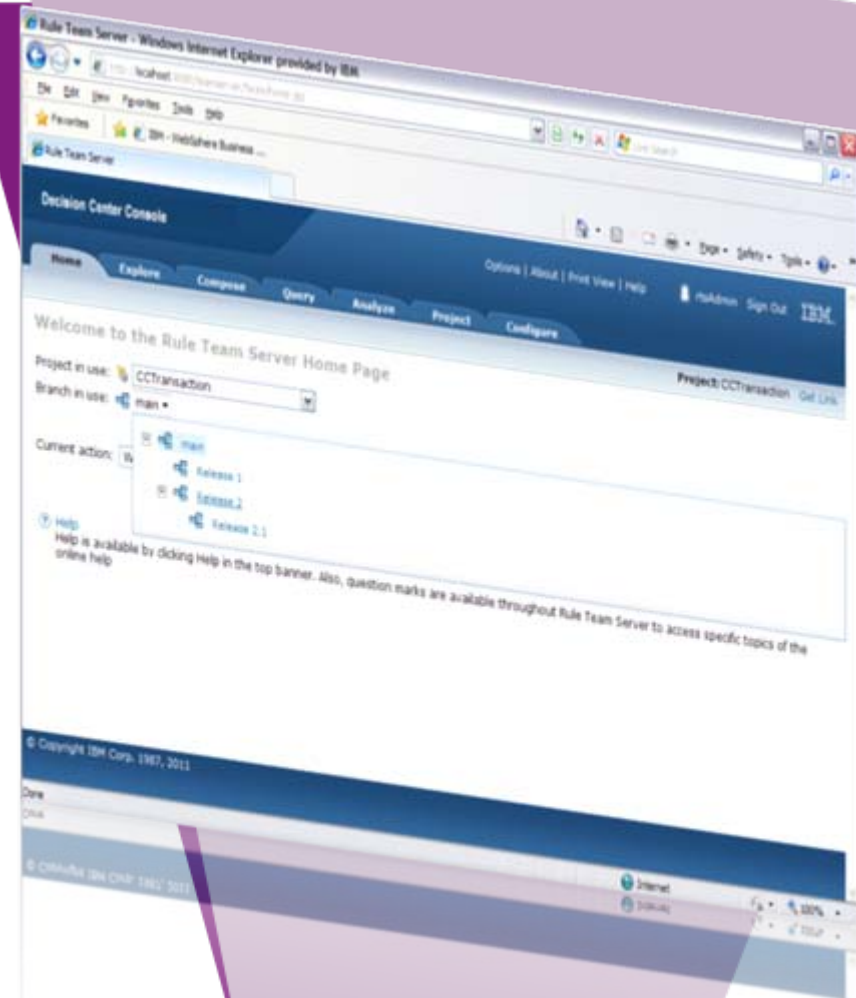 Rule Team Server - Windows Internet Explorer provided by IBM
localhost
File Edit View Favorites Tools Help
Favorites IBM - WebSphere Business ...
Rule Team Server
Page Safety Tools
Decision Center Console
Options | About | Print View | Help
rtsAdmin Sign Out IBM
Home Explore Compose Query Analyze Project Configure
Project: CCTransaction Get Link
Welcome to the Rule Team Server Home Page
Project in use: CCTransaction
Branch in use: main
main
Release 1
Release 2
Release 2.1
Current action:
Help
Help is available by clicking Help in the top banner. Also, question marks are available throughout Rule Team Server to access specific topics of the
online help
© Copyright IBM Corp. 1987, 2011
Done
Internet
100%